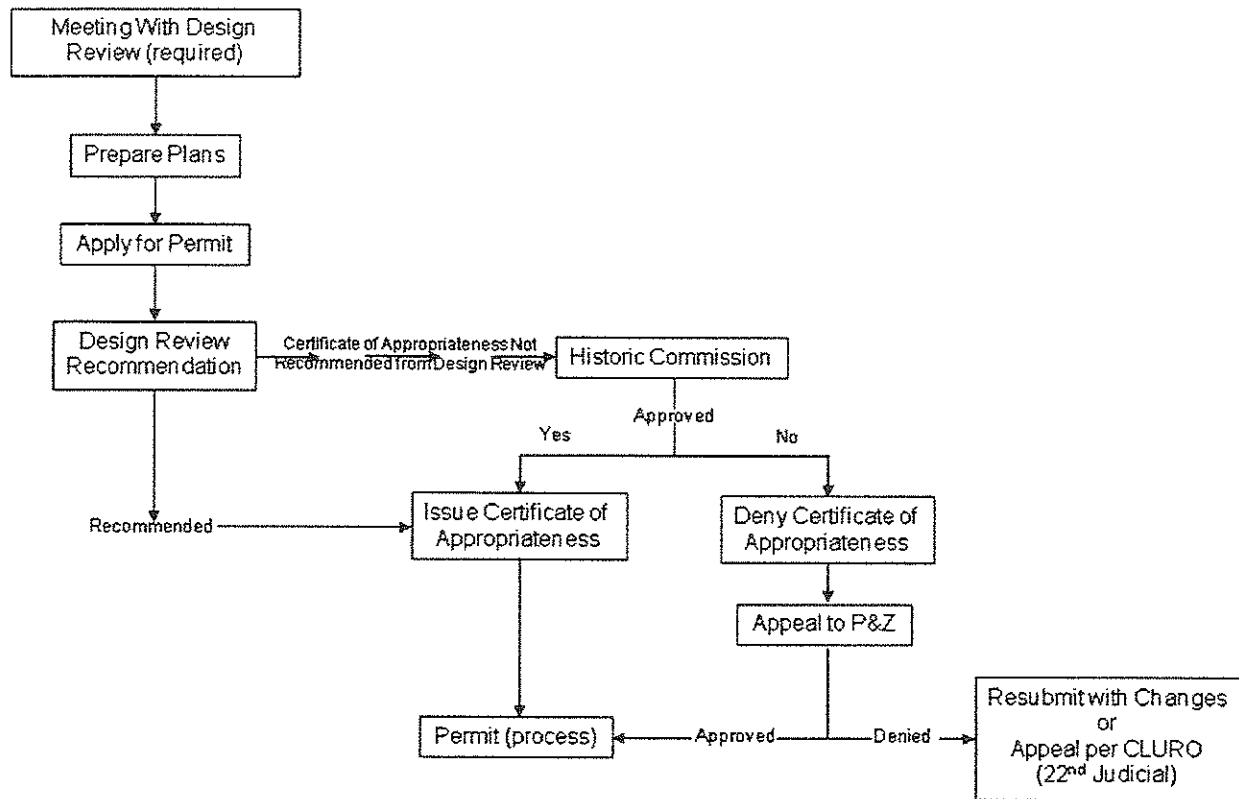 Meeting With Design
Review (required)
Prepare Plans
Apply for Permit
Design Review
Recommendation
Certificate of Appropriateness Not
Recommended from Design Review
Historic Commission
Approved
Yes
No
Recommended
Issue Certificate of
Appropriateness
Deny Certificate of
Appropriateness
Appeal to P&Z
Permit (process)
Approved
Denied
Resubmit with Changes
or
Appeal per CLURO
(22nd Judicial)